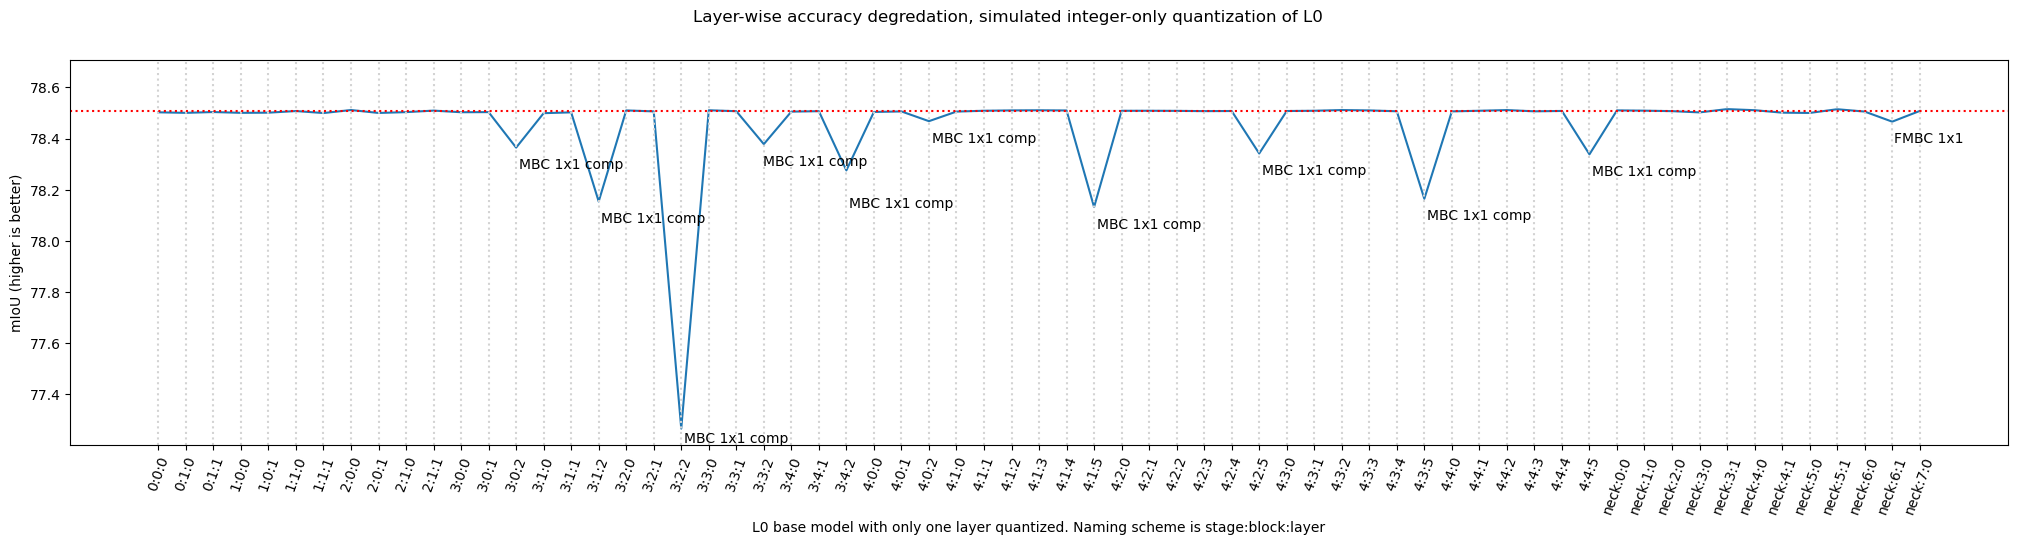 Layer-wise accuracy degredation, simulated integer-only quantization of L0
mIoU (higher is better)
78.6
78.4
78.2
78.0
77.8
77.6
77.4
MBC 1x1 comp
MBC 1x1 comp
MBC 1x1 comp
MBC 1x1 comp
MBC 1x1 comp
MBC 1x1 comp
MBC 1x1 comp
MBC 1x1 comp
MBC 1x1 comp
MBC 1x1 comp
FMBC 1x1
0:0:0
0:1:0
0:1:1
1:0:0
1:0:1
1:1:0
1:1:1
2:0:0
2:0:1
2:1:0
2:1:1
3:0:0
3:0:1
3:0:2
3:1:0
3:1:1
3:1:2
3:2:0
3:2:1
3:2:2
3:3:0
3:3:1
3:3:2
3:4:0
3:4:1
3:4:2
4:0:0
4:0:1
4:0:2
4:1:0
4:1:1
4:1:2
4:1:3
4:1:4
4:1:5
4:2:0
4:2:1
4:2:2
4:2:3
4:2:4
4:2:5
4:3:0
4:3:1
4:3:2
4:3:3
4:3:4
4:3:5
4:4:0
4:4:1
4:4:2
4:4:3
4:4:4
4:4:5
neck:0:0
neck:1:0
neck:2:0
neck:3:0
neck:3:1
neck:4:0
neck:4:1
neck:5:0
neck:5:1
neck:6:0
neck:6:1
neck:7:0
L0 base model with only one layer quantized. Naming scheme is stage:block:layer